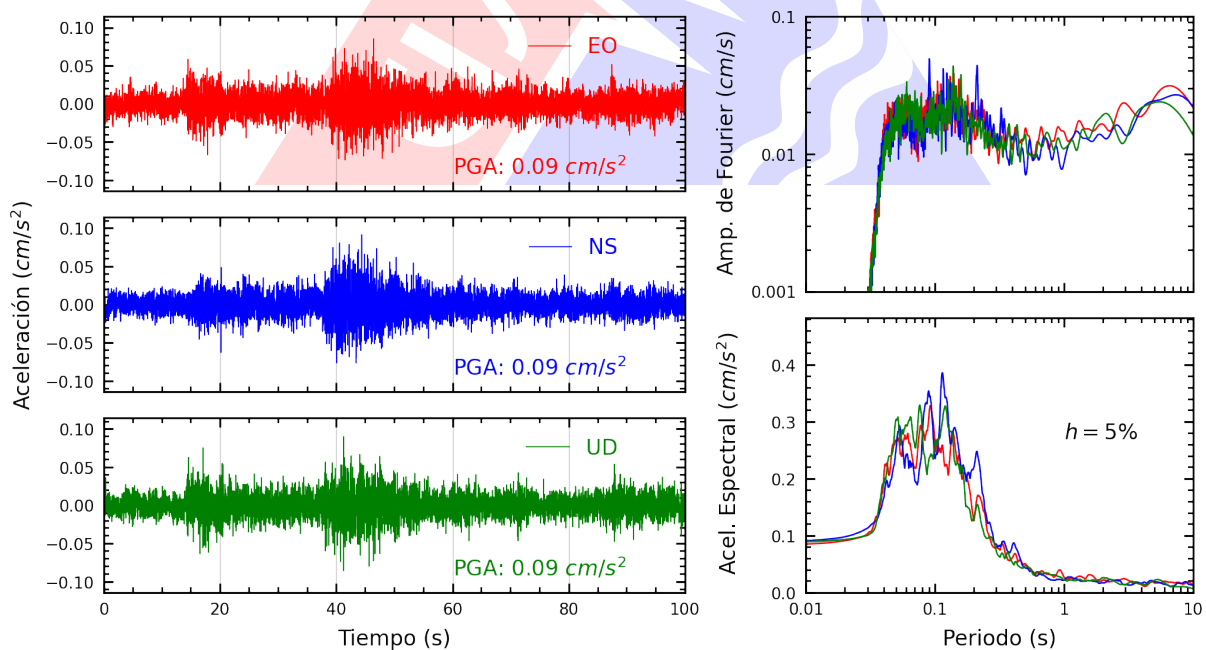 Aceleración (cm/s²)
0.10
0.05
0.00
−0.05
−0.10
EO
PGA: 0.09 cm/s²
0.10
0.05
0.00
−0.05
−0.10
NS
PGA: 0.09 cm/s²
0.10
0.05
0.00
−0.05
−0.10
UD
PGA: 0.09 cm/s²
0 20 40 60 80 100
Tiempo (s)
Amp. de Fourier (cm/s)
0.1
0.01
0.001
Acel. Espectral (cm/s²)
0.4
0.3
0.2
0.1
0.0
h = 5%
0.01 0.1 1 10
Periodo (s)